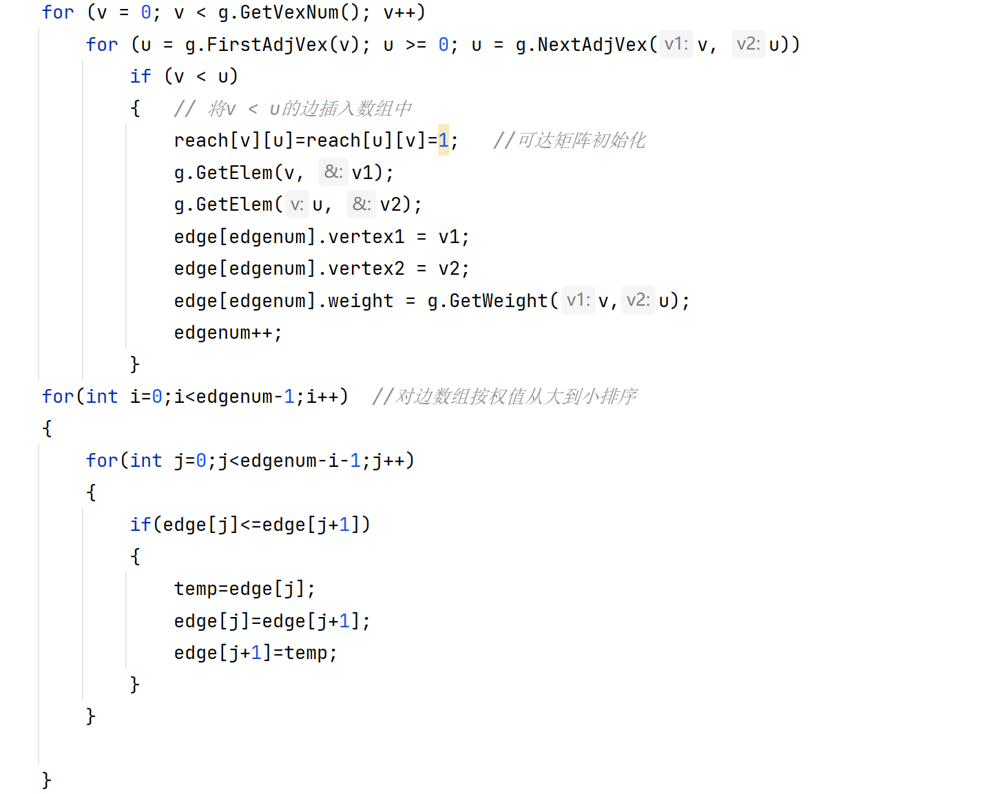 for (v = 0; v < g.GetVexNum(); v++)
for (u = g.FirstAdjVex(v); u >= 0; u = g.NextAdjVex( v1: v, v2: u))
if (v < u)
{ // 将v < u的边插入数组中
reach[v][u]=reach[u][v]=1; //可达矩阵初始化
g.GetElem(v, &: v1);
g.GetElem( v: u, &: v2);
edge[edgenum].vertex1 = v1;
edge[edgenum].vertex2 = v2;
edge[edgenum].weight = g.GetWeight( v1: v, v2: u);
edgenum++;
}
for(int i=0;i<edgenum-1;i++) //对边数组按权值从大到小排序
{
for(int j=0;j<edgenum-i-1;j++)
{
if(edge[j]<=edge[j+1])
{
temp=edge[j];
edge[j]=edge[j+1];
edge[j+1]=temp;
}
}
}